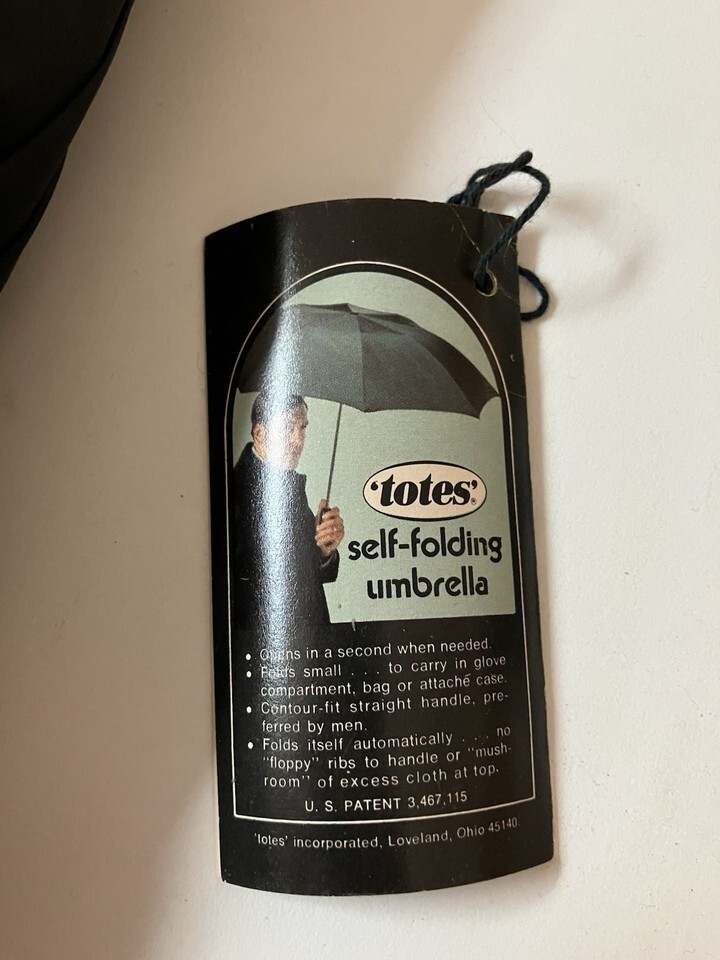 'totes'®
self-folding
umbrella
• Opens in a second when needed.
• Folds small . . . to carry in glove
compartment, bag or attaché case.
• Contour-fit straight handle, pre-
ferred by men.
• Folds itself automatically . . . no
"floppy" ribs to handle or "mush-
room" of excess cloth at top.
U. S. PATENT 3,467,115
'totes' incorporated, Loveland, Ohio 45140.